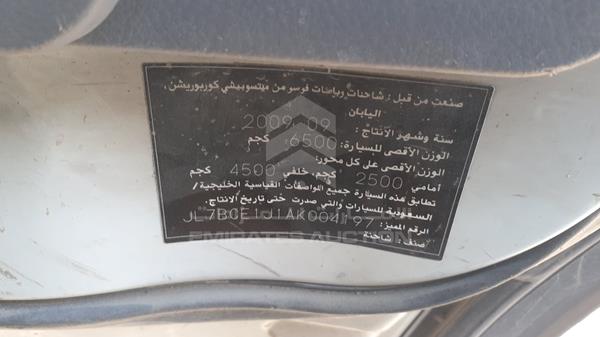 صنعت من قبل : شاحنات وباصات فوسو من ميتسوبيشي كوربوريشن،
اليابان
سنة وشهر الانتاج : 2009-09
الوزن الأقصى للسيارة: 6500 كجم
الوزن الأقصى على كل محور:
أمامي 2500 كجم. خلفي 4500 كجم
تطابق هذه السيارة جميع المواصفات القياسية الخليجية/
السعودية للسيارات والتي صدرت حتى تاريخ الانتاج.
الرقم المميز: JL7BCE1J1AK004197
صنف: شاحنة
EMIRATES AUCTION